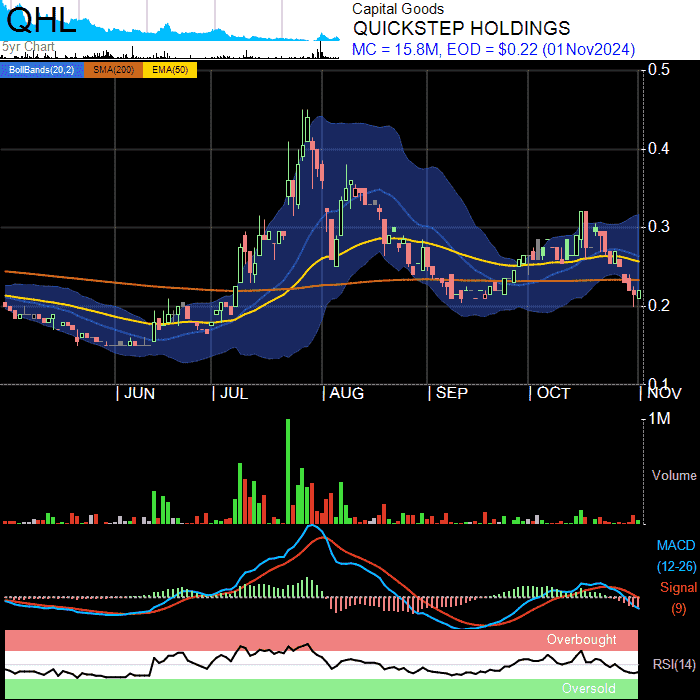 QHL
5yr Chart
Capital Goods
QUICKSTEP HOLDINGS
MC = 15.8M, EOD = $0.22 (01Nov2024)
BollBands(20,2) SMA(200) EMA(50)
0.5
0.4
0.3
0.2
0.1
JUN JUL AUG SEP OCT NOV
1M
Volume
MACD
(12-26)
Signal
(9)
Overbought
RSI(14)
Oversold